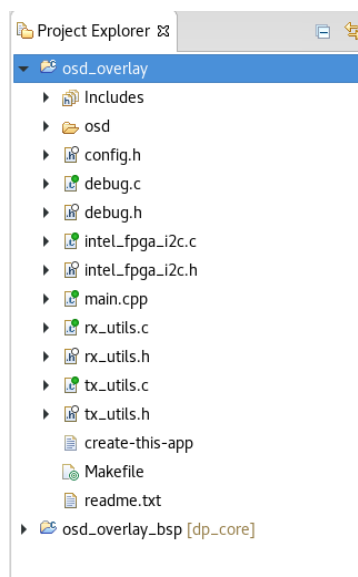 Project Explorer
osd_overlay
Includes
osd
config.h
debug.c
debug.h
intel_fpga_i2c.c
intel_fpga_i2c.h
main.cpp
rx_utils.c
rx_utils.h
tx_utils.c
tx_utils.h
create-this-app
Makefile
readme.txt
osd_overlay_bsp [dp_core]